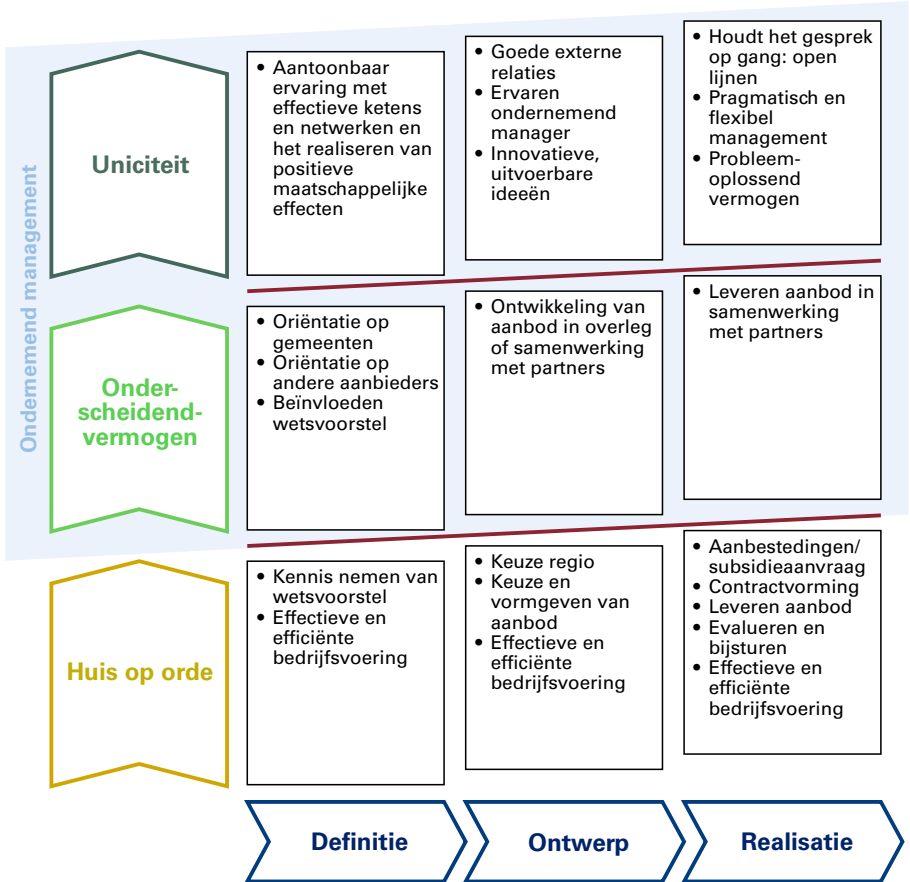 Ondernemend management
Uniciteit
• Aantoonbaar
ervaring met
effectieve ketens
en netwerken en
het realiseren van
positieve
maatschappelijke
effecten
• Goede externe
relaties
• Ervaren
ondernemend
manager
• Innovatieve,
uitvoerbare
ideeën
• Houdt het gesprek
op gang: open
lijnen
• Pragmatisch en
flexibel
management
• Probleem-
oplossend
vermogen
Onder-
scheidend-
vermogen
• Oriëntatie op
gemeenten
• Oriëntatie op
andere aanbieders
• Beïnvloeden
wetsvoorstel
• Ontwikkeling van
aanbod in overleg
of samenwerking
met partners
• Leveren aanbod in
samenwerking
met partners
Huis op orde
• Kennis nemen van
wetsvoorstel
• Effectieve en
efficiënte
bedrijfsvoering
• Keuze regio
• Keuze en
vormgeven van
aanbod
• Effectieve en
efficiënte
bedrijfsvoering
• Aanbestedingen/
subsidieaanvraag
• Contractvorming
• Leveren aanbod
• Evalueren en
bijsturen
• Effectieve en
efficiënte
bedrijfsvoering
Definitie
Ontwerp
Realisatie